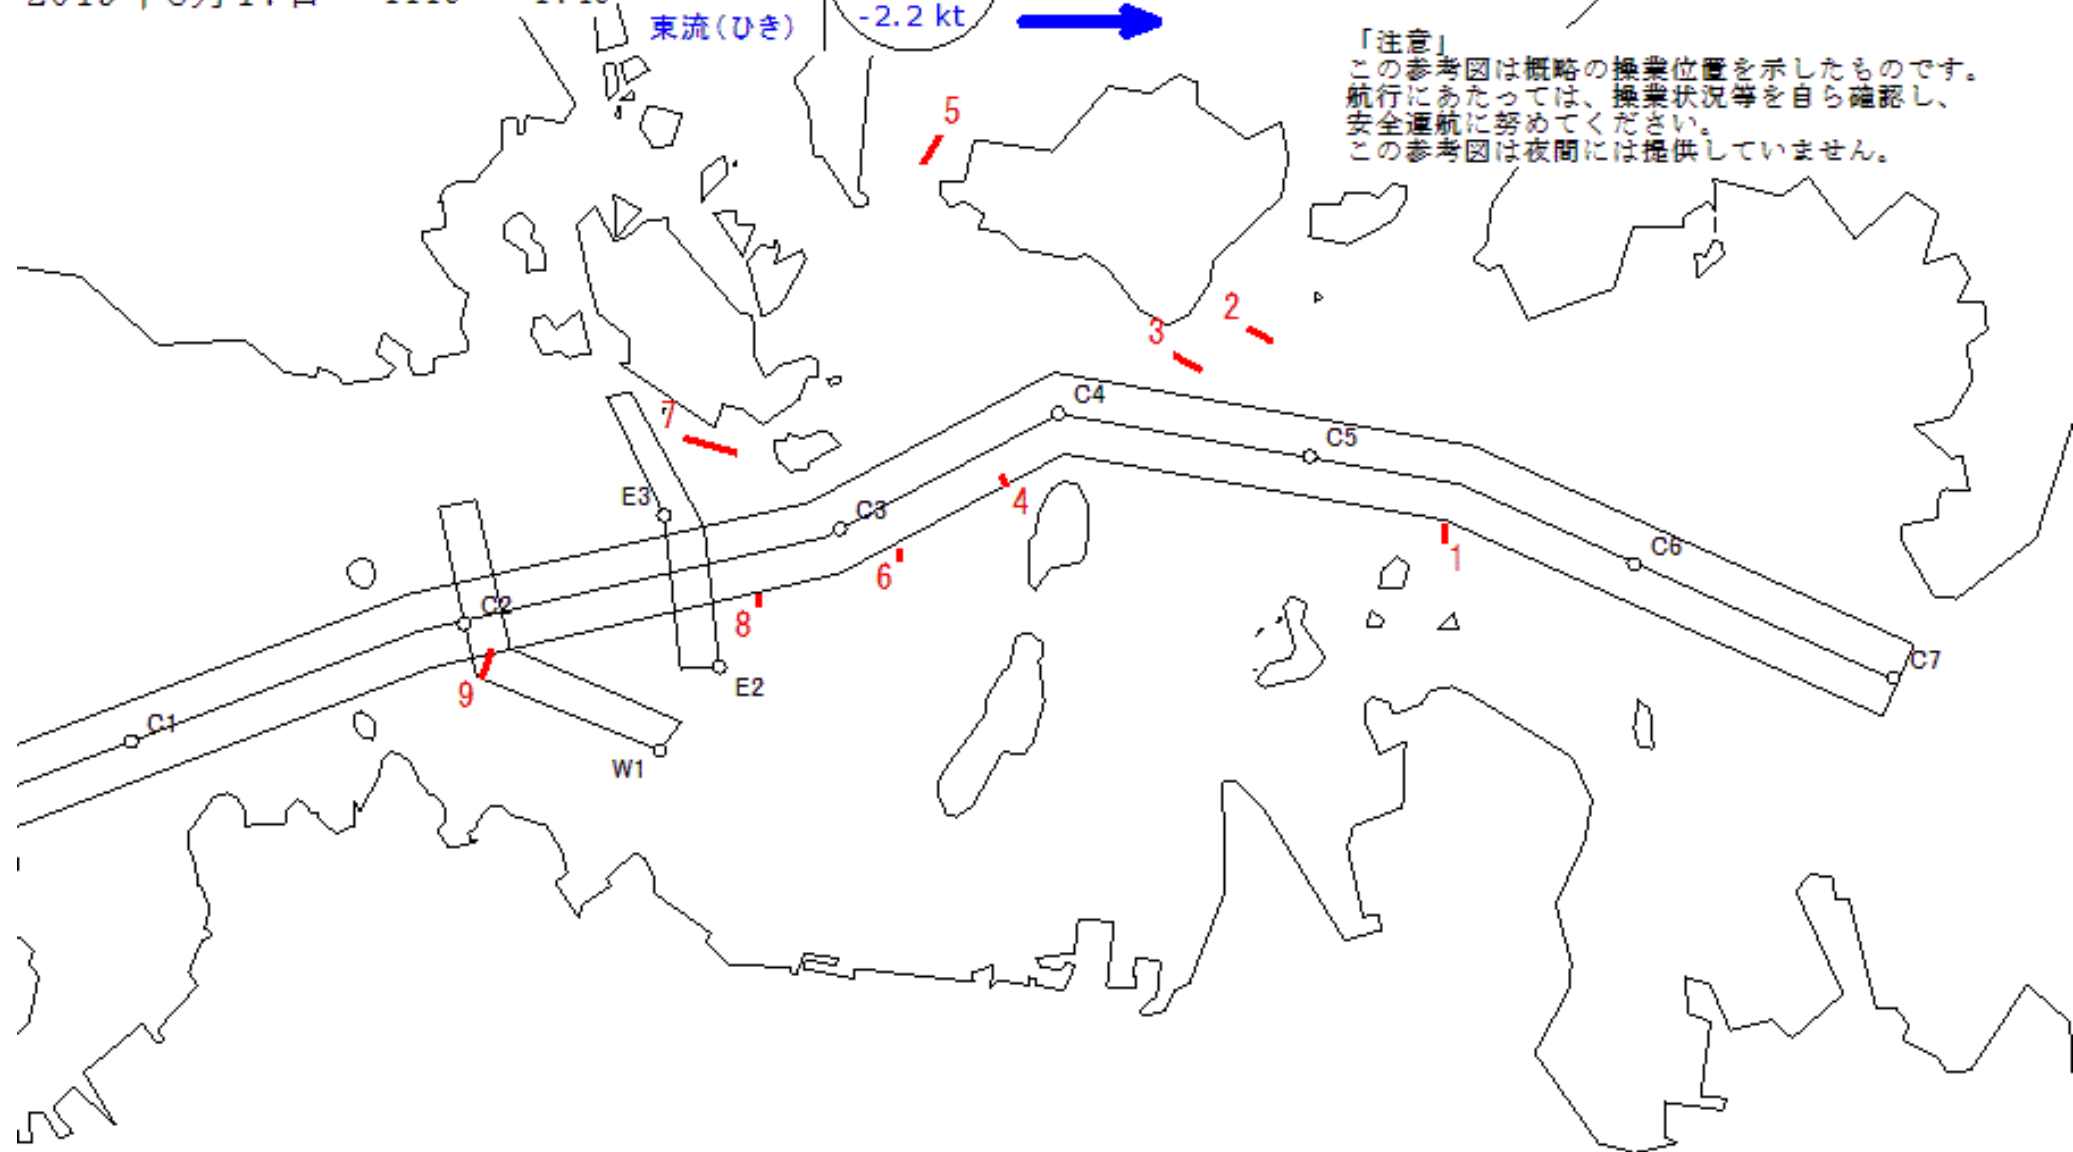 東流(ひき)
-2.2 kt
「注意」
この参考図は概略の操業位置を示したものです。
航行にあたっては、操業状況等を自ら確認し、
安全運航に努めてください。
この参考図は夜間には提供していません。
5
2
3
C4
7
C5
E3
4
C3
1
C6
6
C2
8
C7
9
E2
C1
W1